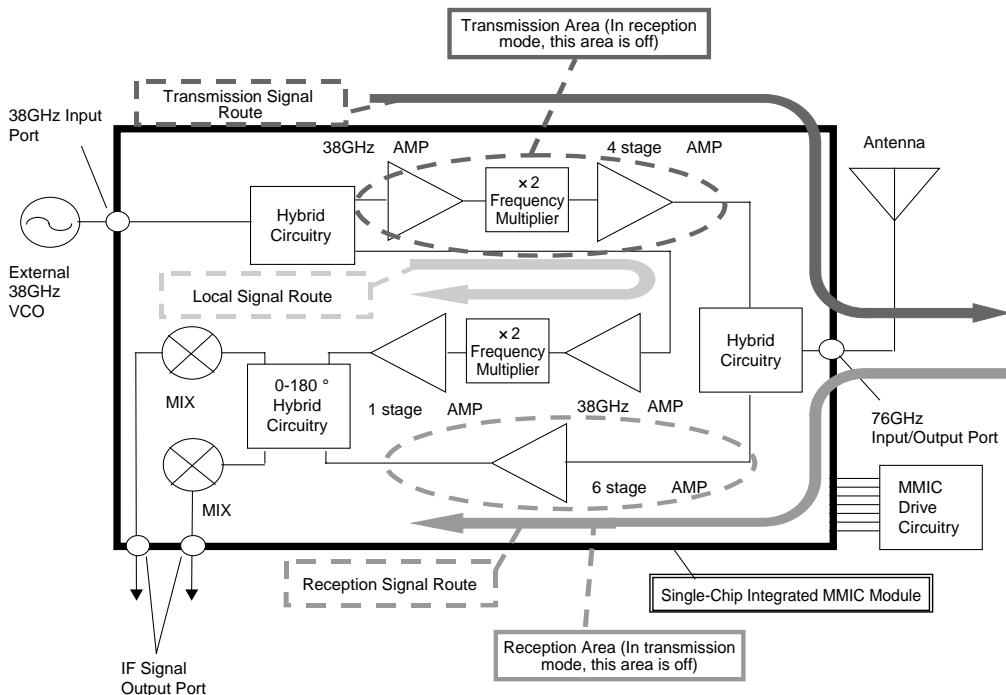 Transmission Area (In reception
mode, this area is off)
Transmission Signal
Route
38GHz Input
Port
38GHz AMP
4 stage AMP
Antenna
×2
Frequency
Multiplier
Hybrid
Circuitry
External
38GHz
VCO
Local Signal Route
×2
Frequency
Multiplier
Hybrid
Circuitry
0-180 °
Hybrid
Circuitry
MIX
1 stage AMP
38GHz AMP
76GHz
Input/Output Port
6 stage AMP
MIX
MMIC
Drive
Circuitry
Reception Signal Route
Single-Chip Integrated MMIC Module
Reception Area (In transmission
mode, this area is off)
IF Signal
Output Port